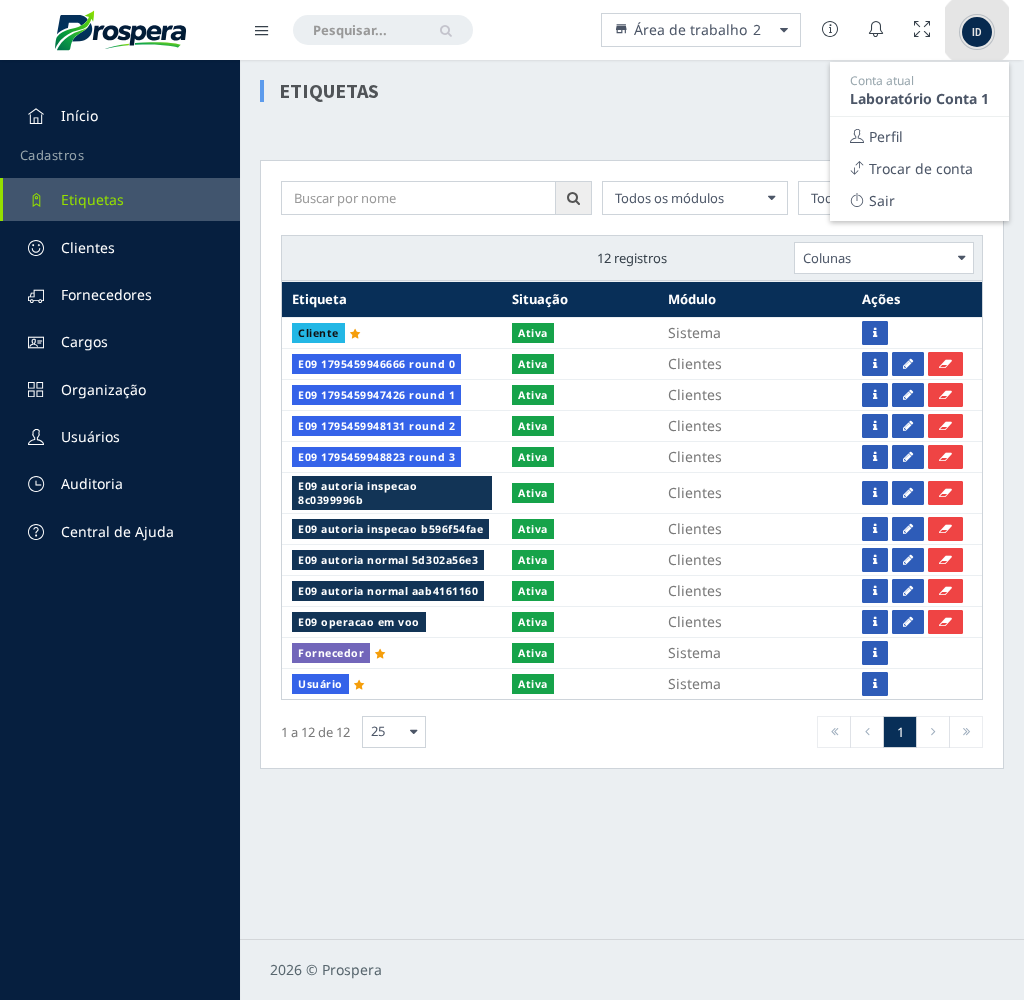 Prospera
Pesquisar...
Área de trabalho 2
ID
Conta atual
Laboratório Conta 1
Perfil
Trocar de conta
Sair
Início
Cadastros
Etiquetas
Clientes
Fornecedores
Cargos
Organização
Usuários
Auditoria
Central de Ajuda
ETIQUETAS
Buscar por nome
Todos os módulos
12 registros
Colunas
Etiqueta Situação Módulo Ações
Cliente Ativa Sistema
E09 1795459946666 round 0 Ativa Clientes
E09 1795459947426 round 1 Ativa Clientes
E09 1795459948131 round 2 Ativa Clientes
E09 1795459948823 round 3 Ativa Clientes
E09 autoria inspecao
8c0399996b Ativa Clientes
E09 autoria inspecao b596f54fae Ativa Clientes
E09 autoria normal 5d302a56e3 Ativa Clientes
E09 autoria normal aab4161160 Ativa Clientes
E09 operacao em voo Ativa Clientes
Fornecedor Ativa Sistema
Usuário Ativa Sistema
1 a 12 de 12 25
« ‹ 1 › »
2026 © Prospera